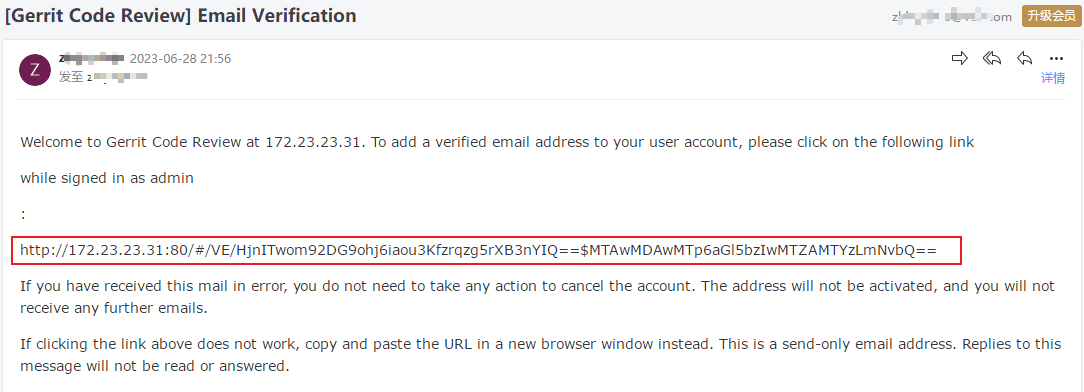 [Gerrit Code Review] Email Verification
升级会员
Z
2023-06-28 21:56
发至
详情
Welcome to Gerrit Code Review at 172.23.23.31. To add a verified email address to your user account, please click on the following link
while signed in as admin
:
http://172.23.23.31:80/#/VE/HjnITwom92DG9ohj6iaou3Kfzrqzg5rXB3nYIQ==$MTAwMDAwMTp6aGl5bzIwMTZAMTYzLmNvbQ==
If you have received this mail in error, you do not need to take any action to cancel the account. The address will not be activated, and you will not
receive any further emails.
If clicking the link above does not work, copy and paste the URL in a new browser window instead. This is a send-only email address. Replies to this
message will not be read or answered.